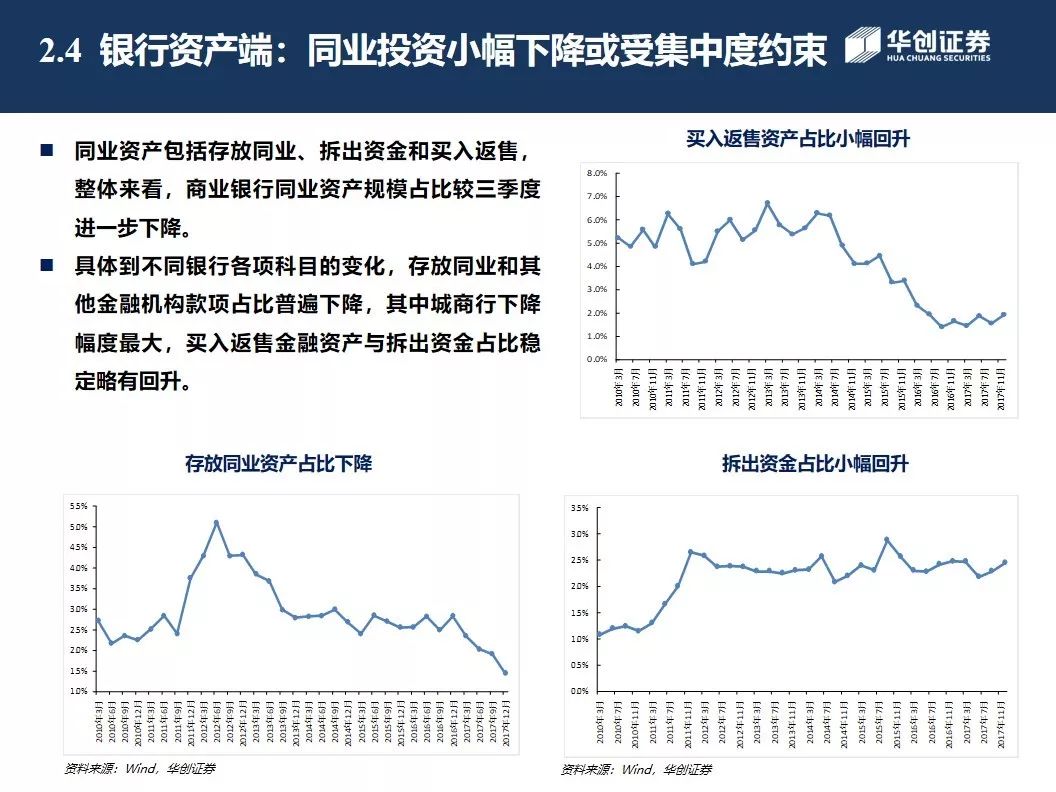 2.4 银行资产端：同业投资小幅下降或受集中度约束
华创证券
HUA CHUANG SECURITIES
■ 同业资产包括存放同业、拆出资金和买入返售，
整体来看，商业银行同业资产规模占比较三季度
进一步下降。
■ 具体到不同银行各项科目的变化，存放同业和其
他金融机构款项占比普遍下降，其中城商行下降
幅度最大，买入返售金融资产与拆出资金占比稳
定略有回升。
买入返售资产占比小幅回升
8.0%
7.0%
6.0%
5.0%
4.0%
3.0%
2.0%
1.0%
0.0%
2010年3月
2010年7月
2010年11月
2011年3月
2011年7月
2011年11月
2012年3月
2012年7月
2012年11月
2013年3月
2013年7月
2013年11月
2014年3月
2014年7月
2014年11月
2015年3月
2015年7月
2015年11月
2016年3月
2016年7月
2016年11月
2017年3月
2017年7月
2017年11月
存放同业资产占比下降
5.5%
5.0%
4.5%
4.0%
3.5%
3.0%
2.5%
2.0%
1.5%
1.0%
2010年3月
2010年6月
2010年9月
2010年12月
2011年3月
2011年6月
2011年9月
2011年12月
2012年3月
2012年6月
2012年9月
2012年12月
2013年3月
2013年6月
2013年9月
2013年12月
2014年3月
2014年6月
2014年9月
2014年12月
2015年3月
2015年6月
2015年9月
2015年12月
2016年3月
2016年6月
2016年9月
2016年12月
2017年3月
2017年6月
2017年9月
2017年12月
资料来源：Wind，华创证券
拆出资金占比小幅回升
3.5%
3.0%
2.5%
2.0%
1.5%
1.0%
0.5%
0.0%
2010年3月
2010年7月
2010年11月
2011年3月
2011年7月
2011年11月
2012年3月
2012年7月
2012年11月
2013年3月
2013年7月
2013年11月
2014年3月
2014年7月
2014年11月
2015年3月
2015年7月
2015年11月
2016年3月
2016年7月
2016年11月
2017年3月
2017年7月
2017年11月
资料来源：Wind，华创证券